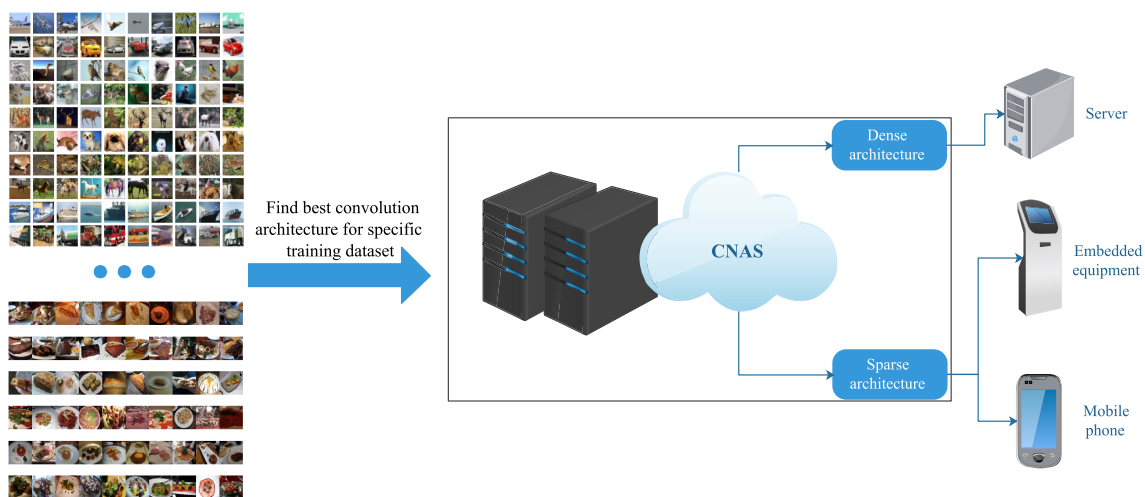 Find best convolution
architecture for specific
training dataset
CNAS
Dense
architecture
Sparse
architecture
Server
Embedded
equipment
Mobile
phone